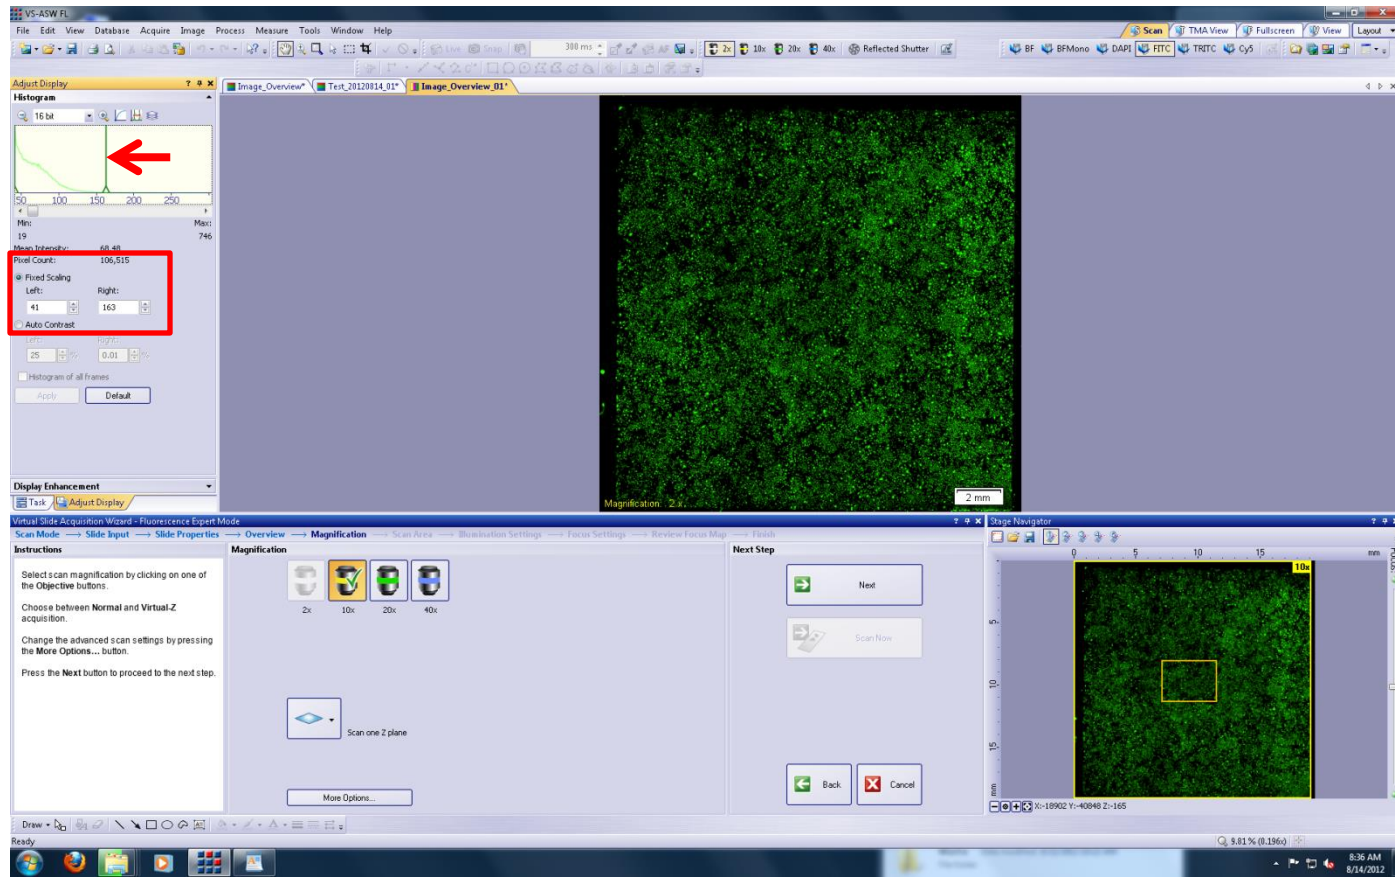 VS-ASW FL
File Edit View Database Acquire Image Process Measure Tools Window Help
Scan TMA View Fullscreen View Layout
Live Snap 300 ms 2x 10x 20x 40x Reflected Shutter BF BFMono DAPI FITC TRITC Cy5
Adjust Display
Image_Overview* Test_20120814_01* Image_Overview_01*
Histogram
16 bit
50 100 150 200 250
Min: Max:
19 746
Mean Intensity: 68.48
Pixel Count: 106,515
Fixed Scaling
Left: Right:
41 163
Auto Contrast
Left: Right:
25 % 0.01 %
Histogram of all frames
Apply Default
Display Enhancement
Task Adjust Display
Magnification: 2 x
2 mm
Virtual Slide Acquisition Wizard - Fluorescence Expert Mode
Scan Mode Slide Input Slide Properties Overview Magnification Scan Area Illumination Settings Focus Settings Review Focus Map Finish
Instructions
Select scan magnification by clicking on one of
the Objective buttons.
Choose between Normal and Virtual-Z
acquisition.
Change the advanced scan settings by pressing
the More Options... button.
Press the Next button to proceed to the next step.
Magnification
2x 10x 20x 40x
Scan one Z plane
More Options...
Next Step
Next
Scan Now
Back Cancel
Stage Navigator
0 5 10 15 mm
10x
5
10
15
mm
X:-18902 Y:-40848 Z:-165
Draw
Ready
9.81 % (0.196x)
8:36 AM
8/14/2012